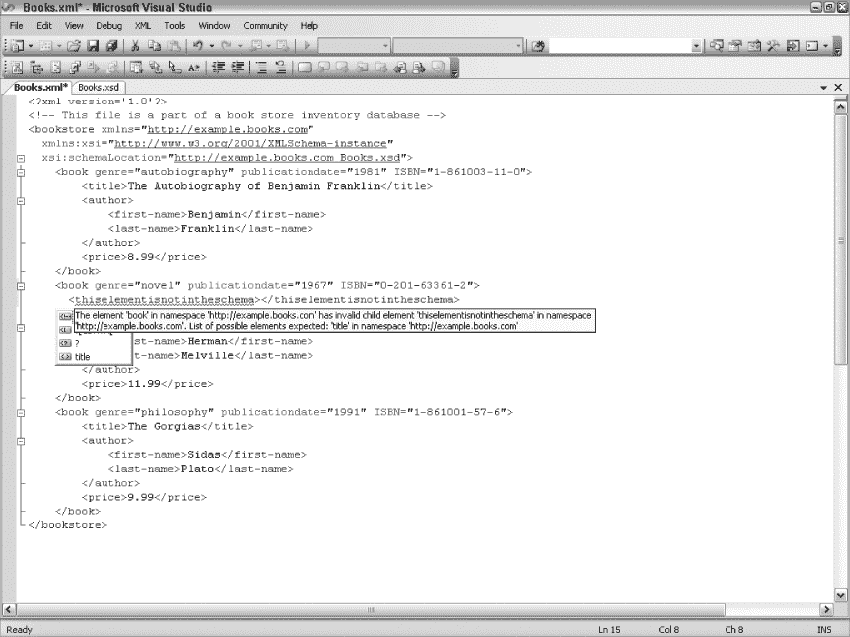 Books.xml* - Microsoft Visual Studio
File Edit View Debug XML Tools Window Community Help
Books.xml* Books.xsd
<?xml version='1.0'?>
<!-- This file is a part of a book store inventory database -->
<bookstore xmlns="http://example.books.com"
xmlns:xsi="http://www.w3.org/2001/XMLSchema-instance"
xsi:schemaLocation="http://example.books.com Books.xsd">
<book genre="autobiography" publicationdate="1981" ISBN="1-861003-11-0">
<title>The Autobiography of Benjamin Franklin</title>
<author>
<first-name>Benjamin</first-name>
<last-name>Franklin</last-name>
</author>
<price>8.99</price>
</book>
<book genre="novel" publicationdate="1967" ISBN="0-201-63361-2">
<thiselementisnotintheschema></thiselementisnotintheschema>
The element 'book' in namespace 'http://example.books.com' has invalid child element 'thiselementisnotintheschema' in namespace
'http://example.books.com'. List of possible elements expected: 'title' in namespace 'http://example.books.com'
?
st-name>Herman</first-name>
title
t-name>Melville</last-name>
</author>
<price>11.99</price>
</book>
<book genre="philosophy" publicationdate="1991" ISBN="1-861001-57-6">
<title>The Gorgias</title>
<author>
<first-name>Sidas</first-name>
<last-name>Plato</last-name>
</author>
<price>9.99</price>
</book>
</bookstore>
Ready Ln 15 Col 8 Ch 8 INS